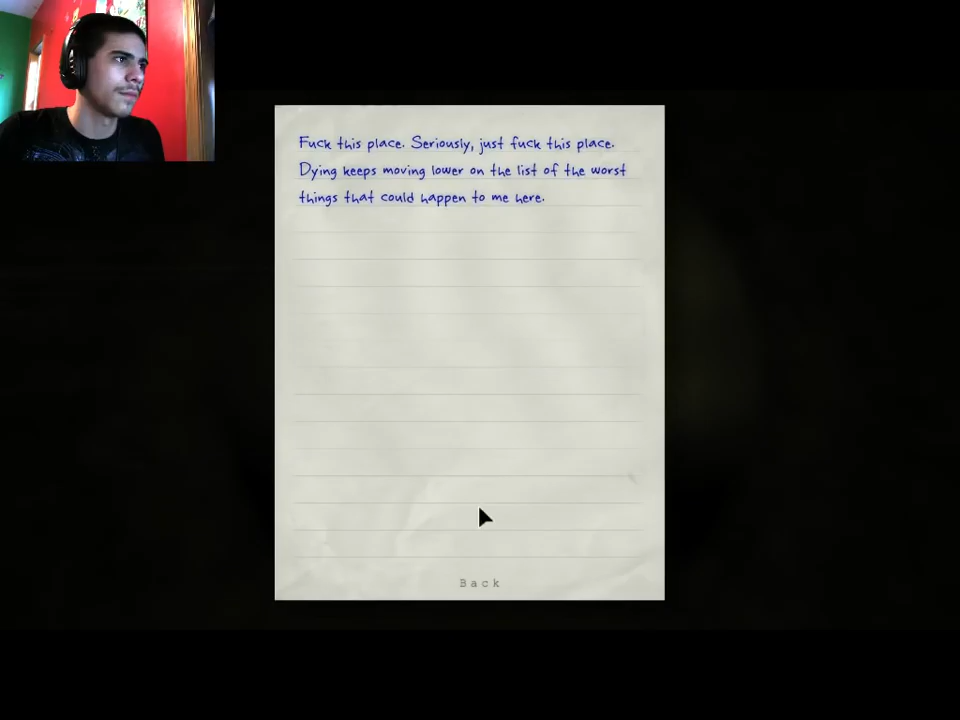 Fuck this place. Seriously, just fuck this place.
Dying keeps moving lower on the list of the worst
things that could happen to me here.
Back